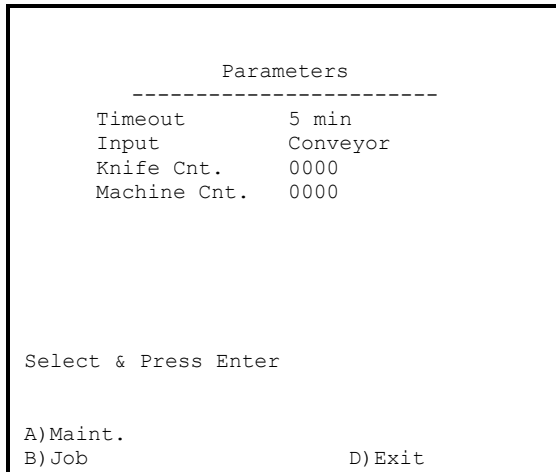 Parameters
------------------------
Timeout 5 min
Input Conveyor
Knife Cnt. 0000
Machine Cnt. 0000
Select & Press Enter
A)Maint.
B)Job D)Exit